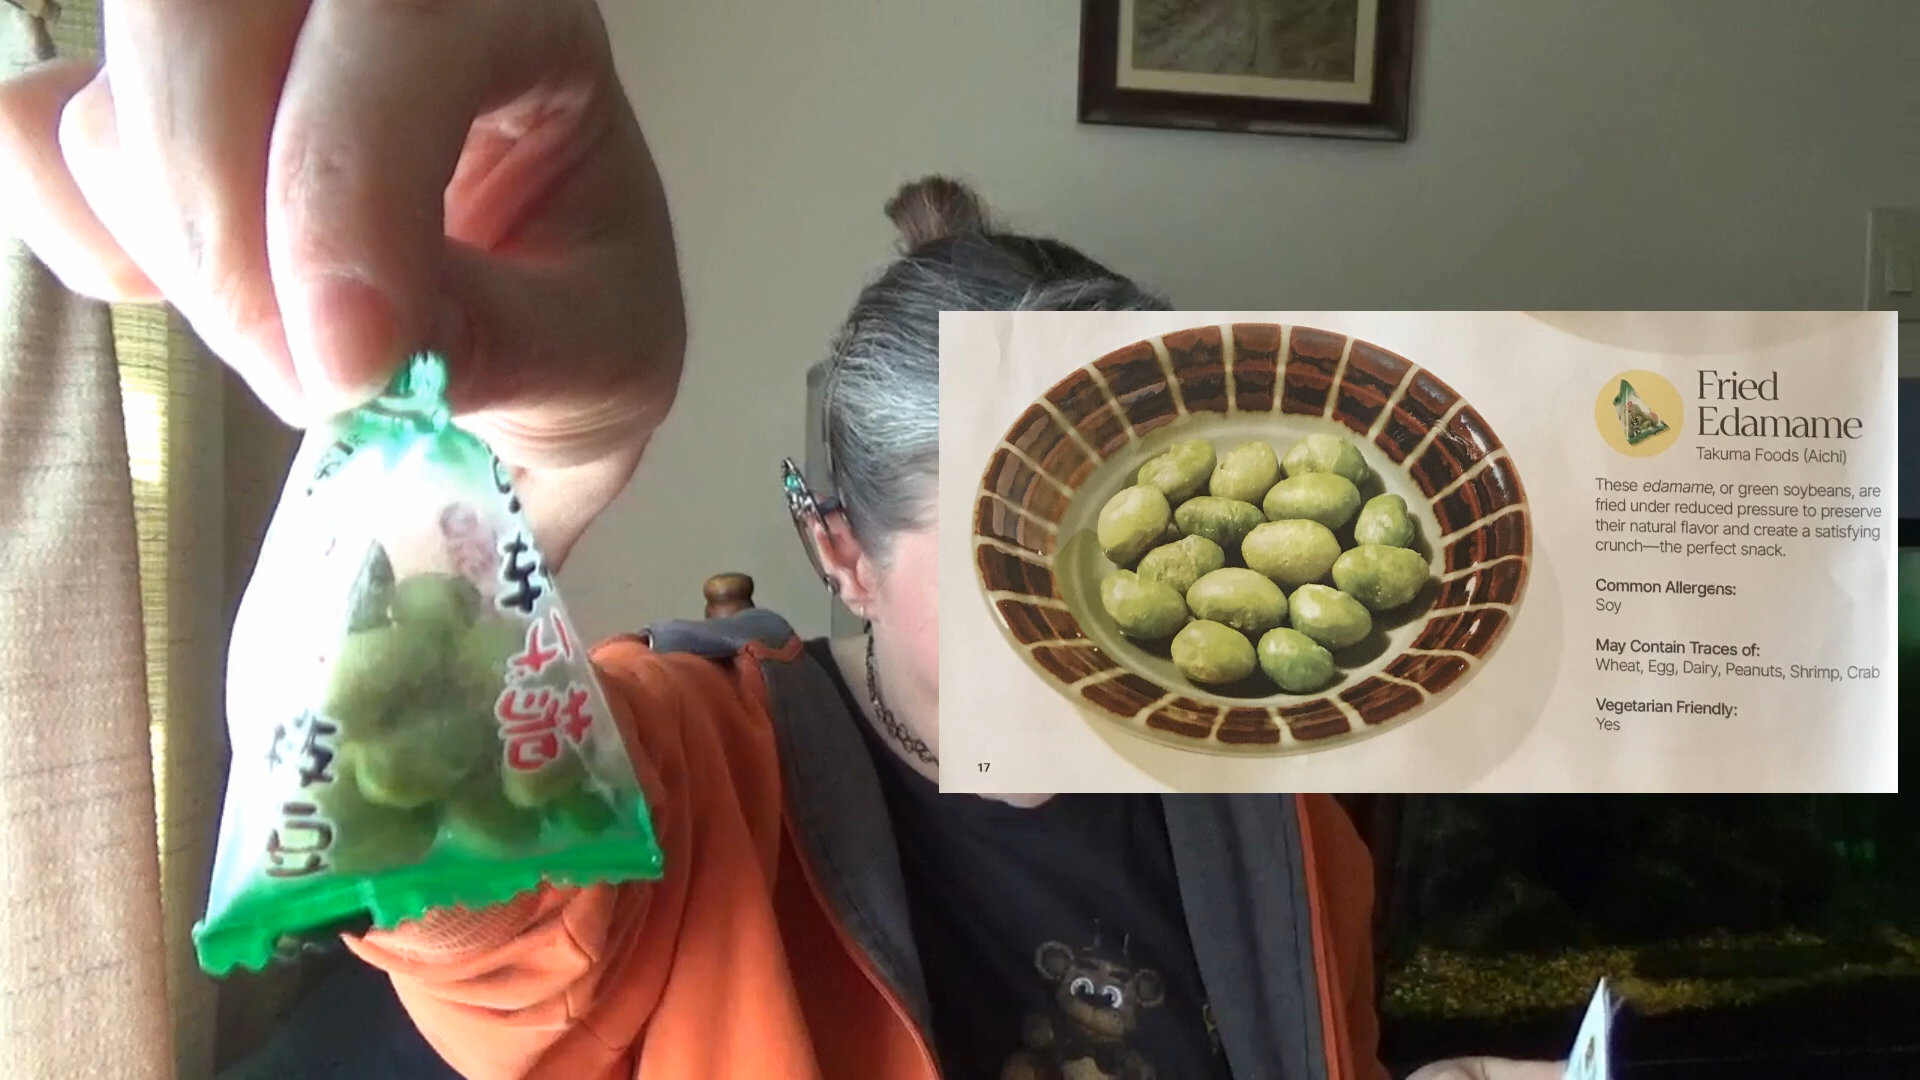 Fried
Edamame
Takuma Foods (Aichi)
These edamame, or green soybeans, are
fried under reduced pressure to preserve
their natural flavor and create a satisfying
crunch—the perfect snack.
Common Allergens:
Soy
May Contain Traces of:
Wheat, Egg, Dairy, Peanuts, Shrimp, Crab
Vegetarian Friendly:
Yes
17